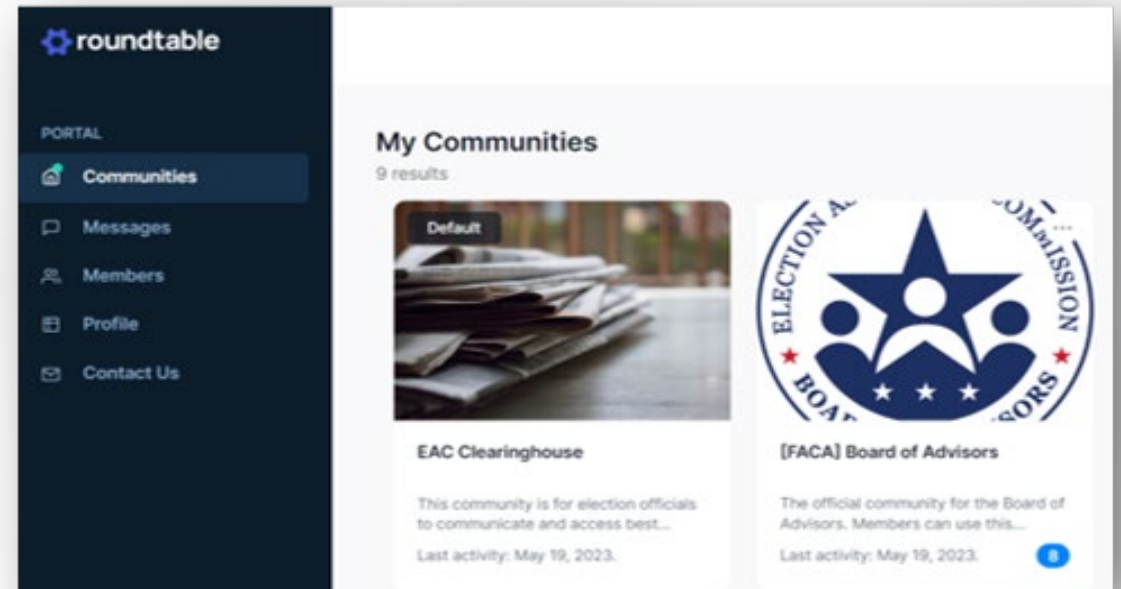 roundtable
PORTAL
Communities
Messages
Members
Profile
Contact Us
My Communities
9 results
Default
EAC Clearinghouse
This community is for election officials
to communicate and access best...
Last activity: May 19, 2023.
ELECTION AS COMMISSION
BOA SORS
...
[FACA] Board of Advisors
The official community for the Board of
Advisors. Members can use this...
Last activity: May 19, 2023.
8